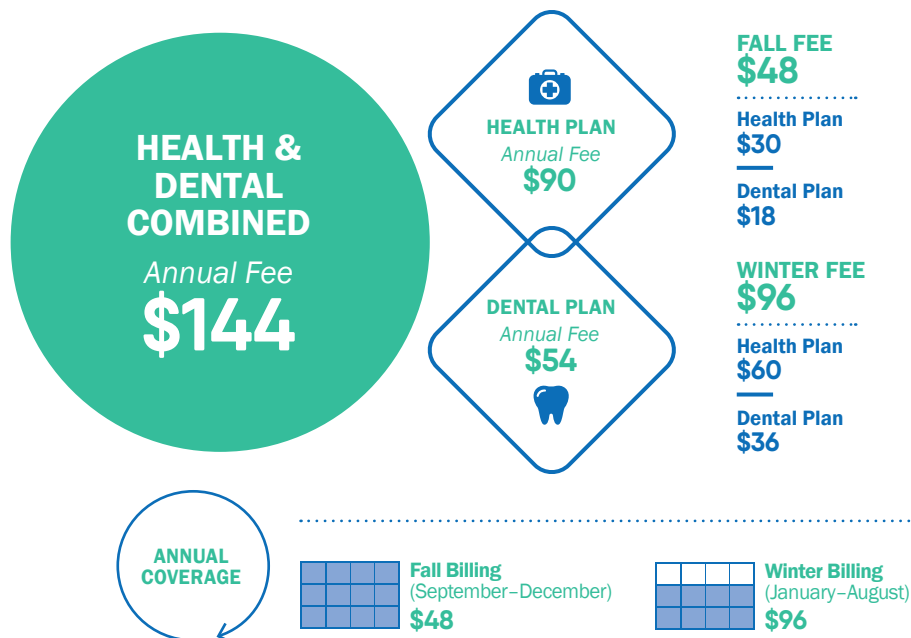 HEALTH &
DENTAL
COMBINED
Annual Fee
$144
HEALTH PLAN
Annual Fee
$90
DENTAL PLAN
Annual Fee
$54
FALL FEE
$48
Health Plan
$30
Dental Plan
$18
WINTER FEE
$96
Health Plan
$60
Dental Plan
$36
ANNUAL
COVERAGE
Fall Billing
(September–December)
$48
Winter Billing
(January–August)
$96